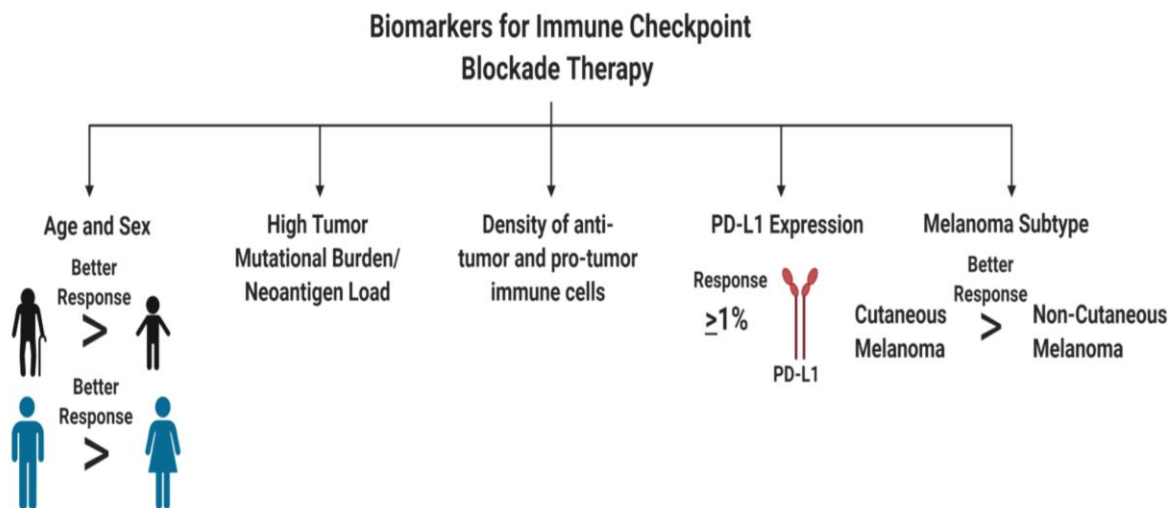 Biomarkers for Immune Checkpoint
Blockade Therapy
Age and Sex
Better
Response
>
Better
Response
>
High Tumor
Mutational Burden/
Neoantigen Load
Density of anti-
tumor and pro-tumor
immune cells
PD-L1 Expression
Response
≥1%
PD-L1
Melanoma Subtype
Better
Response
Cutaneous
Melanoma
>
Non-Cutaneous
Melanoma